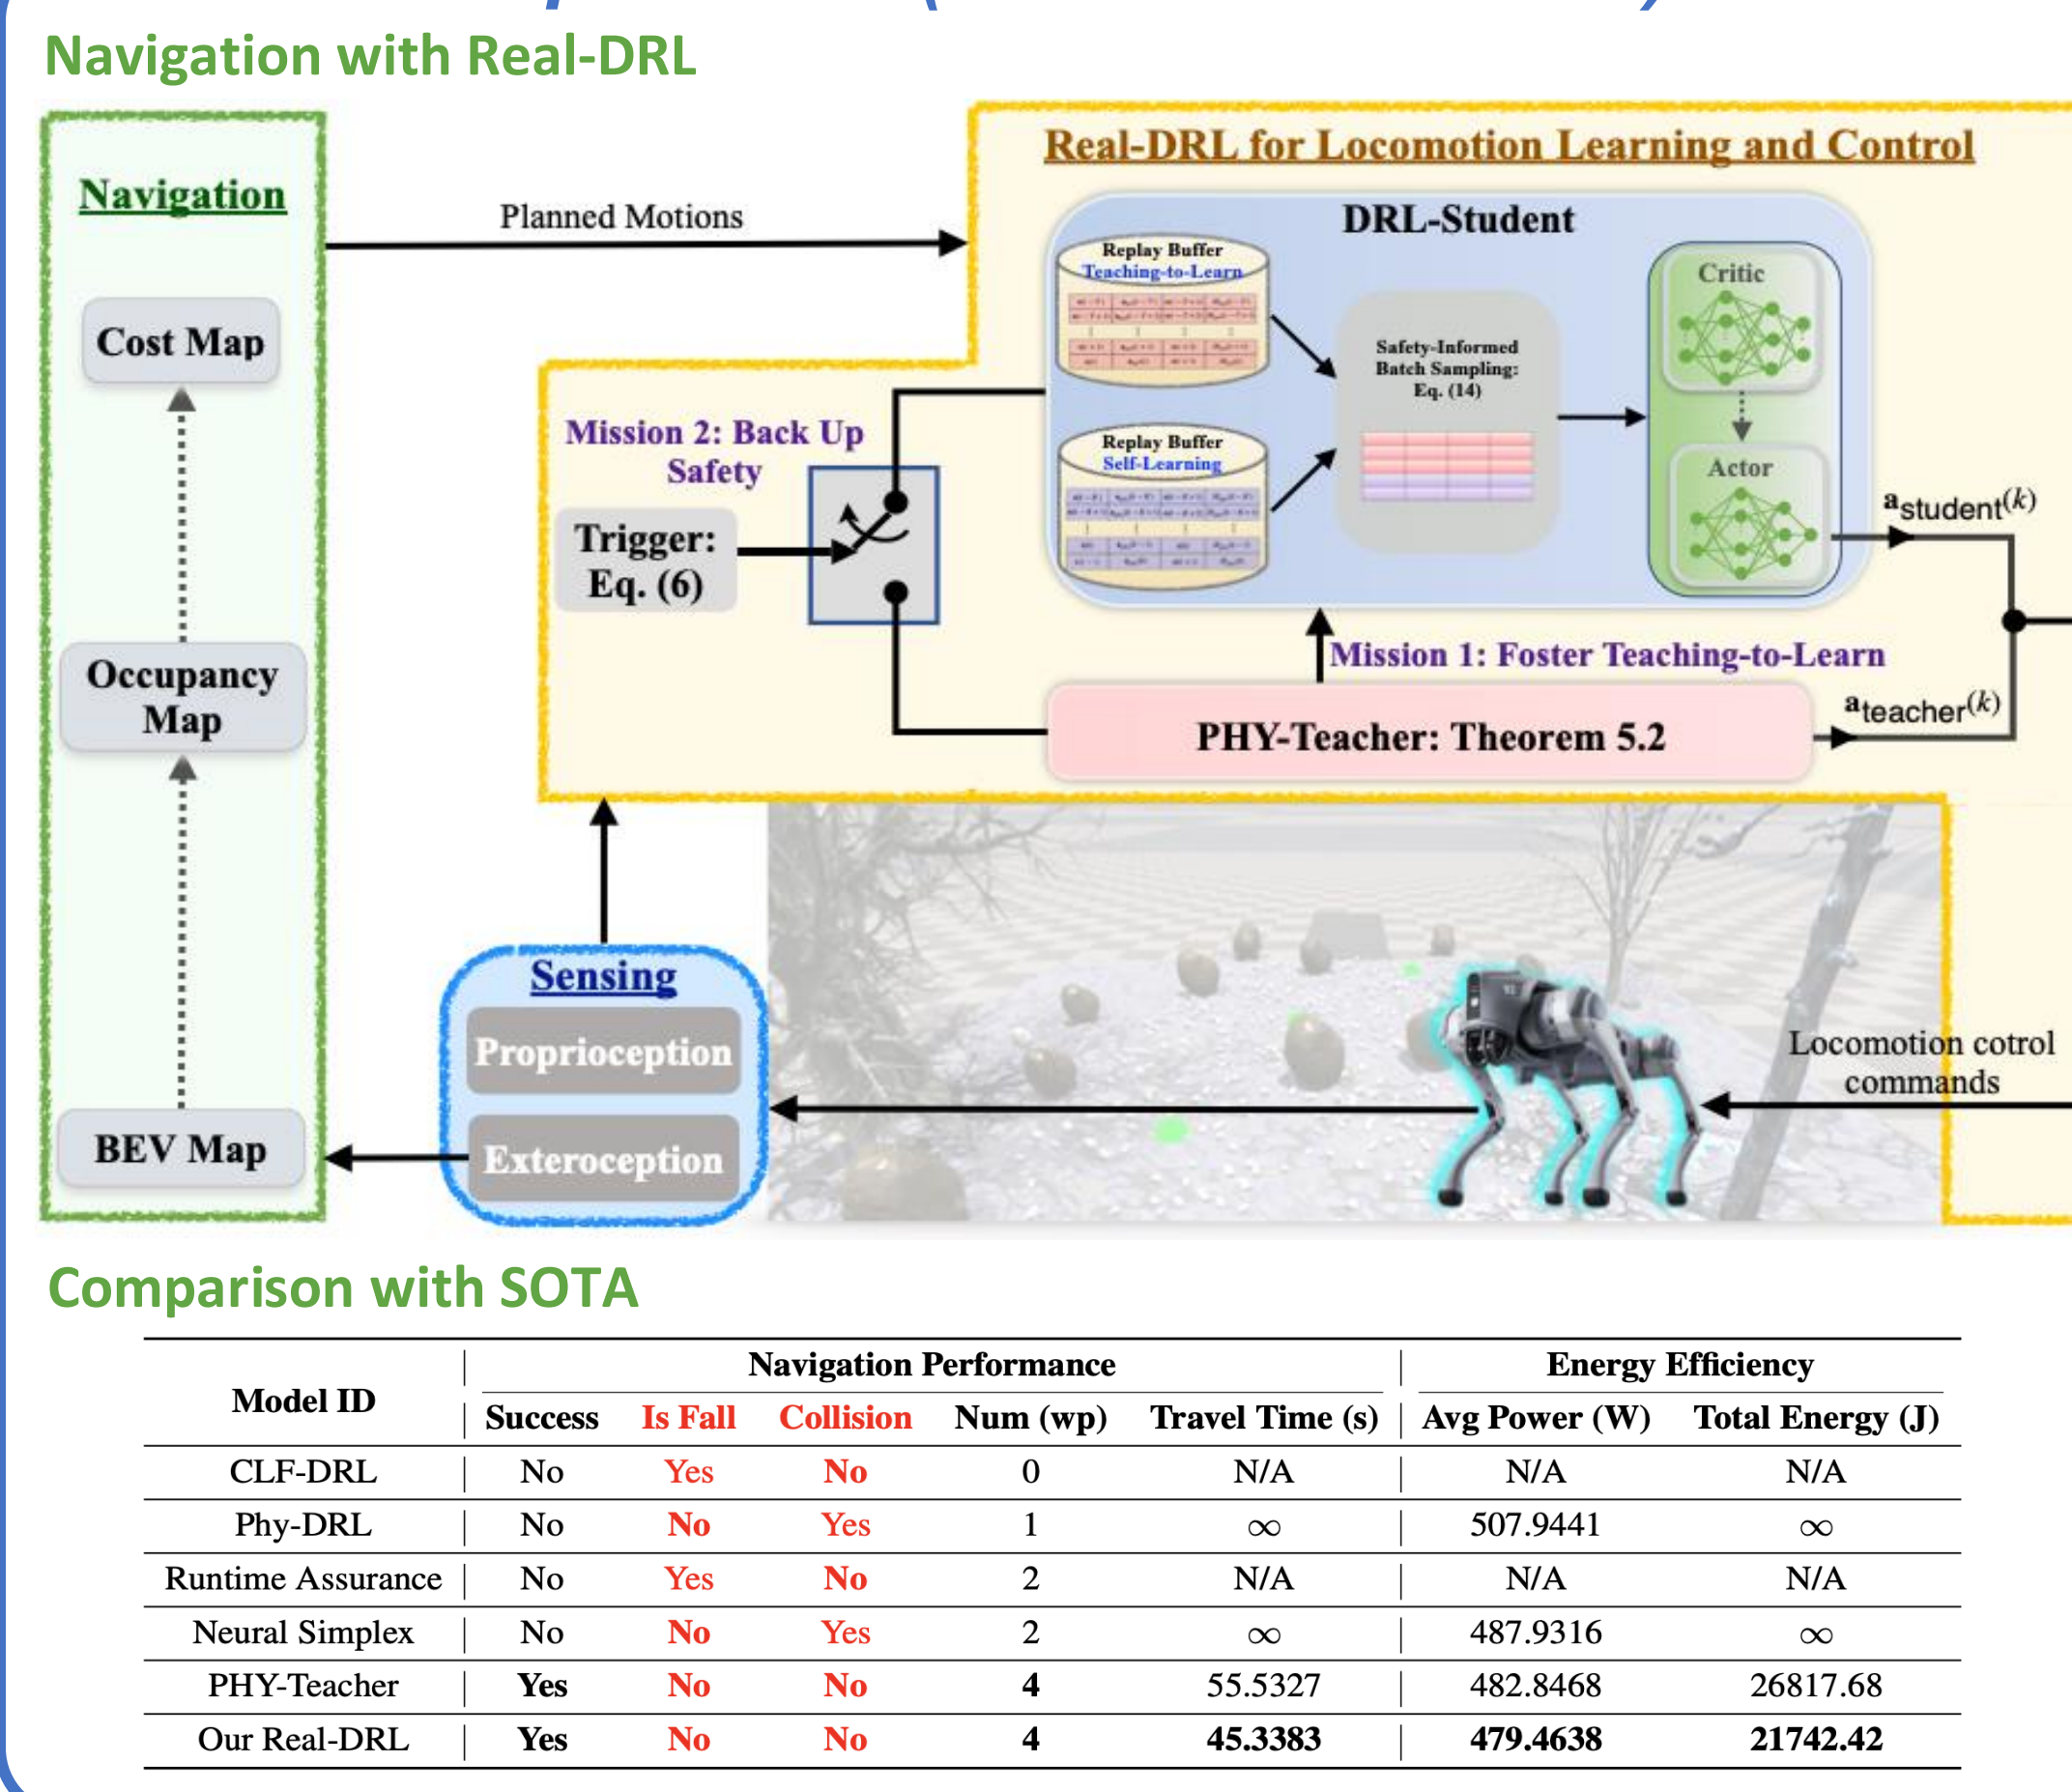 Navigation with Real-DRL
Navigation
Cost Map
Occupancy
Map
BEV Map
Planned Motions
Real-DRL for Locomotion Learning and Control
DRL-Student
Replay Buffer
Teaching-to-Learn
Replay Buffer
Self-Learning
Safety-Informed
Batch Sampling:
Eq. (14)
Critic
Actor
Mission 2: Back Up
Safety
Trigger:
Eq. (6)
Mission 1: Foster Teaching-to-Learn
PHY-Teacher: Theorem 5.2
a student (k)
a teacher (k)
Sensing
Proprioception
Exteroception
Locomotion cotrol
commands
Comparison with SOTA
Model ID | Navigation Performance | Energy Efficiency
Success Is Fall Collision Num (wp) Travel Time (s) | Avg Power (W) Total Energy (J)
CLF-DRL | No Yes No 0 N/A | N/A N/A
Phy-DRL | No No Yes 1 ∞ | 507.9441 ∞
Runtime Assurance | No Yes No 2 N/A | N/A N/A
Neural Simplex | No No Yes 2 ∞ | 487.9316 ∞
PHY-Teacher | Yes No No 4 55.5327 | 482.8468 26817.68
Our Real-DRL | Yes No No 4 45.3383 | 479.4638 21742.42